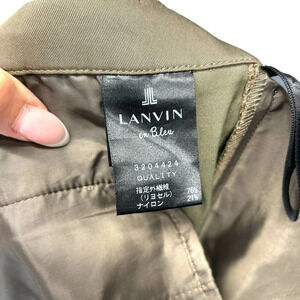 LANVIN
en Bleu
3204424
QUALITY
指定外繊維 79%
(リヨセル) 21%
ナイロン